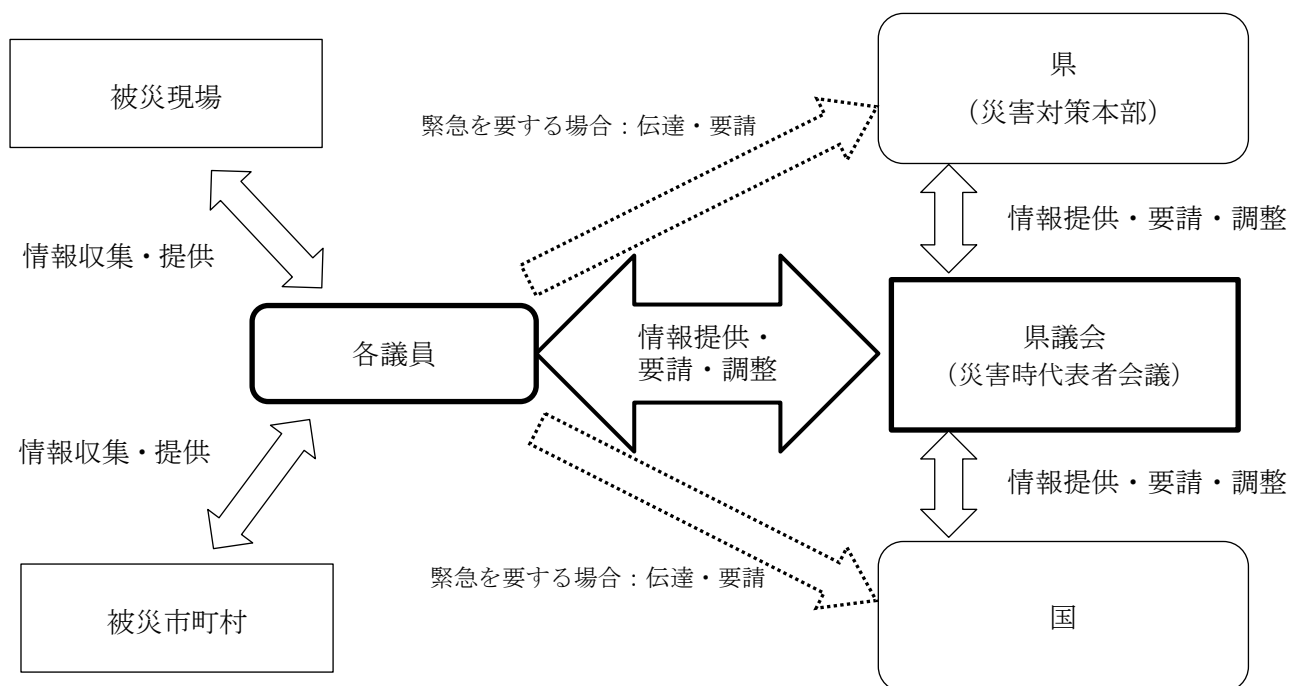 被災現場
県
（災害対策本部）
緊急を要する場合：伝達・要請
情報収集・提供
情報提供・要請・調整
各議員
情報提供・
要請・調整
県議会
（災害時代表者会議）
情報収集・提供
情報提供・要請・調整
緊急を要する場合：伝達・要請
被災市町村
国